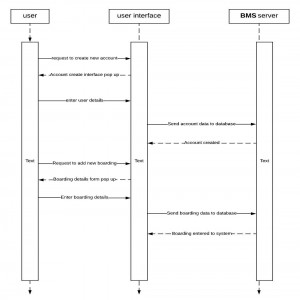 user
user interface
BMS server
request to create new account
Account create interface pop up
enter user details
Send account data to database
Account created
Text
Text
Text
Request to add new boarding
Boarding details form pop up
Enter boarding details
Send boarding data to database
Boarding entered to system